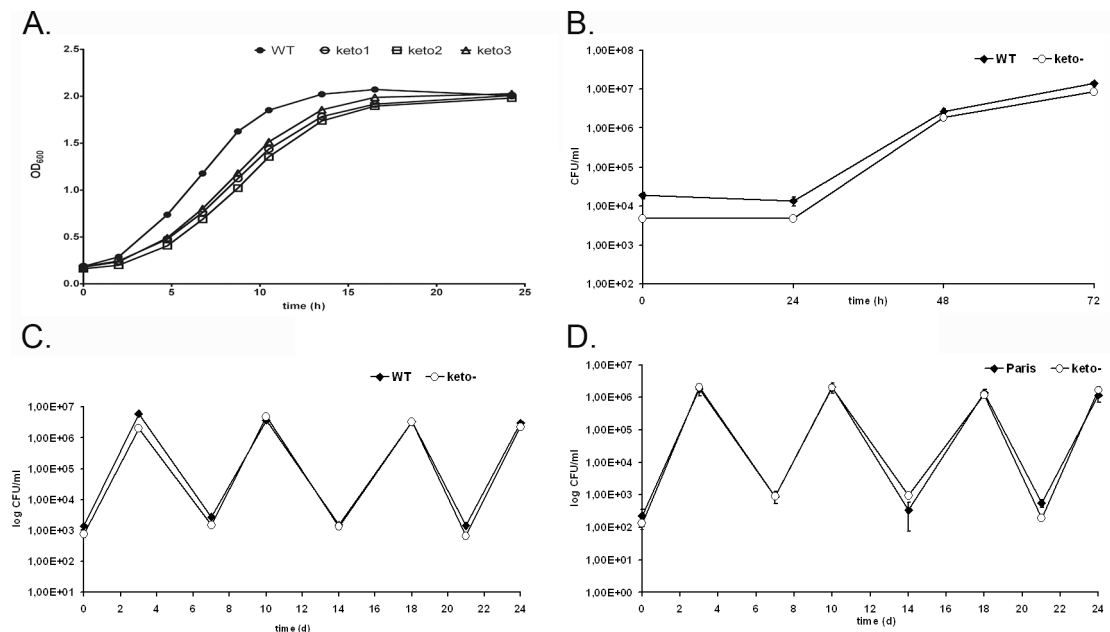 A.
WT keto1 keto2 keto3
2.5
2.0
1.5
1.0
0.5
0.0
OD600
0 5 10 15 20 25
time (h)
B.
WT keto-
1,00E+08
1,00E+07
1,00E+06
1,00E+05
1,00E+04
1,00E+03
1,00E+02
CFU/ml
0 24 48 72
time (h)
C.
WT keto-
1,00E+07
1,00E+06
1,00E+05
1,00E+04
1,00E+03
1,00E+02
1,00E+01
log CFU/ml
0 2 4 6 8 10 12 14 16 18 20 22 24
time (d)
D.
Paris keto-
1,00E+07
1,00E+06
1,00E+05
1,00E+04
1,00E+03
1,00E+02
1,00E+01
1,00E+00
log CFU/ml
0 2 4 6 8 10 12 14 16 18 20 22 24
time (d)